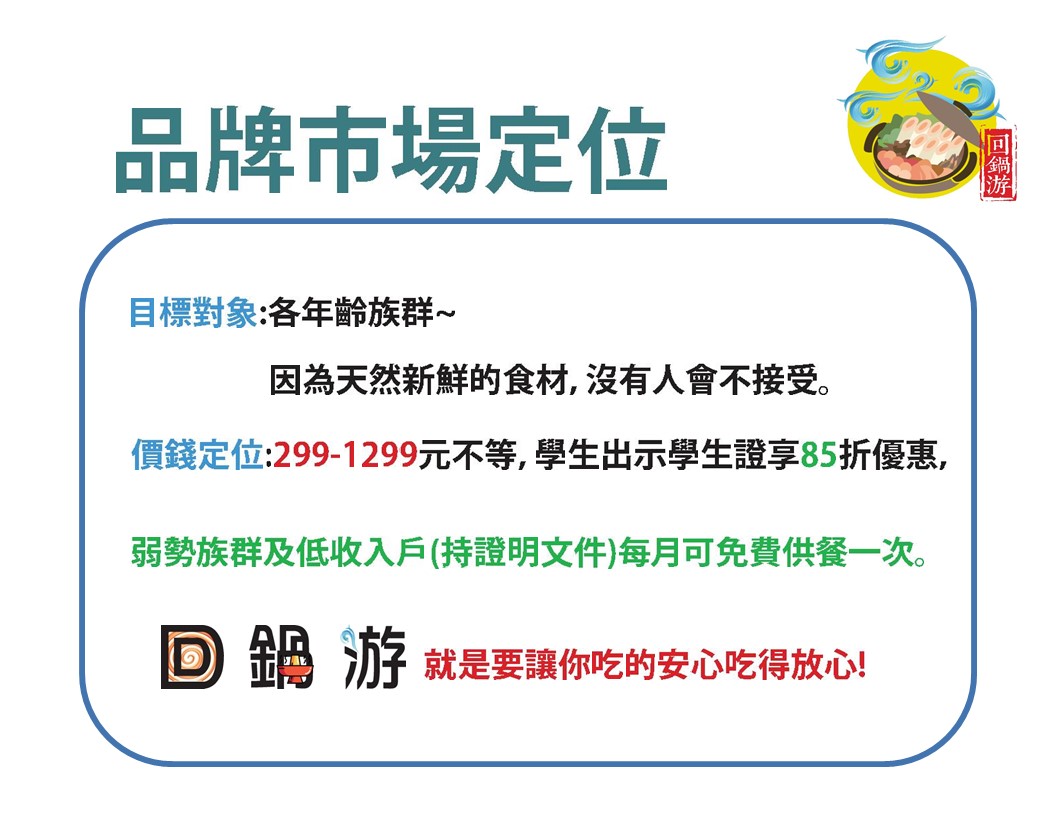 品牌市場定位
回鍋游
目標對象:各年齡族群~
因為天然新鮮的食材, 沒有人會不接受。
價錢定位:299-1299元不等, 學生出示學生證享85折優惠,
弱勢族群及低收入戶(持證明文件)每月可免費供餐一次。
回鍋游 就是要讓你吃的安心吃得放心!